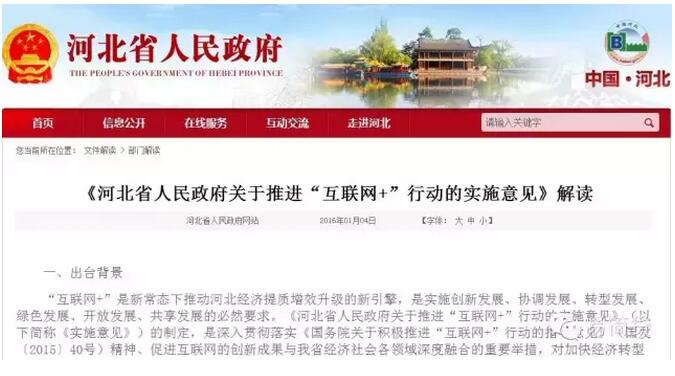 河北省人民政府
THE PEOPLE'S GOVERNMENT OF HEBEI PROVINCE
中国·河北
首页 信息公开 在线服务 互动交流 走进河北 请输入关键字
您当前所在位置： 文件解读 > 部门解读
《河北省人民政府关于推进“互联网+”行动的实施意见》解读
河北省人民政府网站 2016年01月04日 【字体： 大 中 小】
一、出台背景
“互联网+”是新常态下推动河北经济提质增效升级的新引擎，是实施创新发展、协调发展、转型发展、
绿色发展、开放发展、共享发展的必然要求。《河北省人民政府关于推进“互联网+”行动的实施意见》（以
下简称《实施意见》）的制定，是深入贯彻落实《国务院关于积极推进“互联网+”行动的指 意见》（国发
〔2015〕40号）精神、促进互联网的创新成果与我省经济社会各领域深度融合的重要举措，对加快经济转型